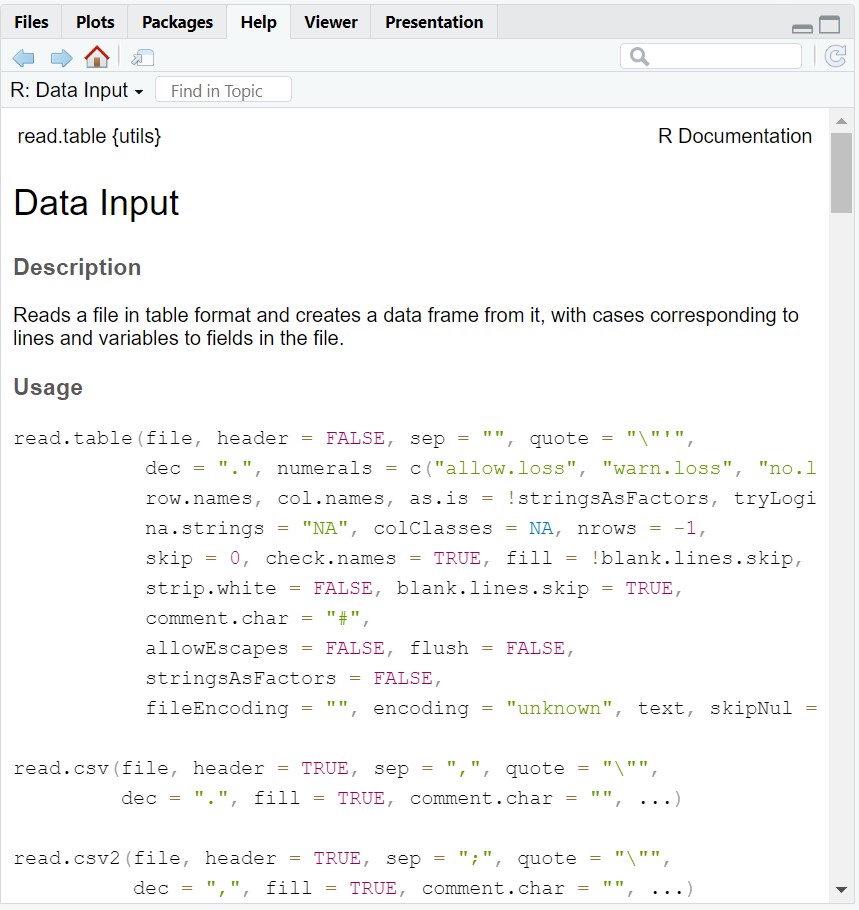 Files Plots Packages Help Viewer Presentation
R: Data Input Find in Topic
read.table {utils} R Documentation
Data Input
Description
Reads a file in table format and creates a data frame from it, with cases corresponding to
lines and variables to fields in the file.
Usage
read.table(file, header = FALSE, sep = "", quote = "\"'",
dec = ".", numerals = c("allow.loss", "warn.loss", "no.l
row.names, col.names, as.is = !stringsAsFactors, tryLogi
na.strings = "NA", colClasses = NA, nrows = -1,
skip = 0, check.names = TRUE, fill = !blank.lines.skip,
strip.white = FALSE, blank.lines.skip = TRUE,
comment.char = "#",
allowEscapes = FALSE, flush = FALSE,
stringsAsFactors = FALSE,
fileEncoding = "", encoding = "unknown", text, skipNul =
read.csv(file, header = TRUE, sep = ",", quote = "\"",
dec = ".", fill = TRUE, comment.char = "", ...)
read.csv2(file, header = TRUE, sep = ";", quote = "\"",
dec = ",", fill = TRUE, comment.char = "", ...)